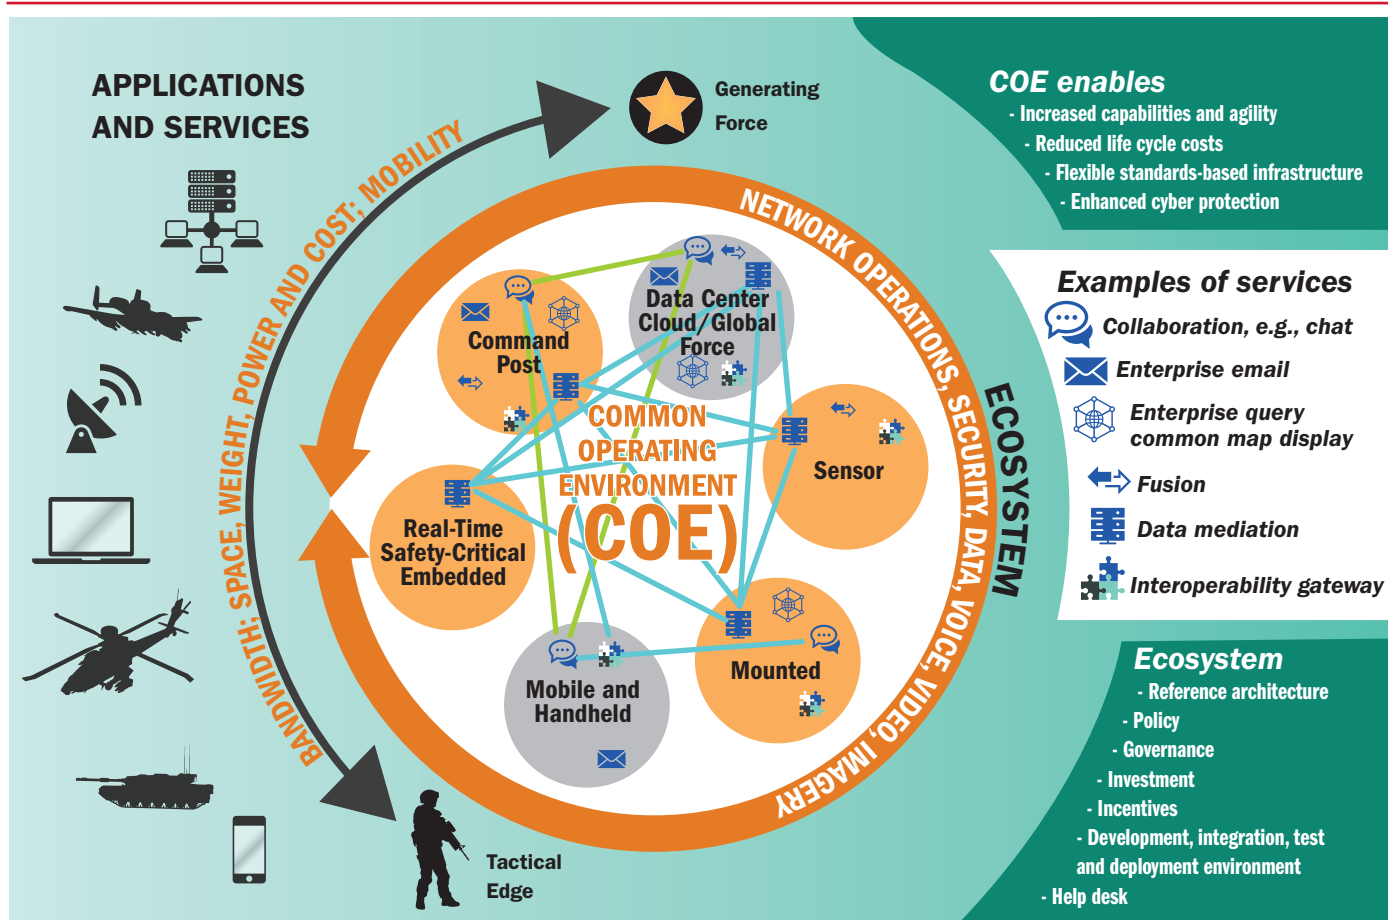 APPLICATIONS
AND SERVICES
Generating
Force
BANDWIDTH; SPACE, WEIGHT, POWER AND COST; MOBILITY
NETWORK OPERATIONS, SECURITY, DATA, VOICE, VIDEO, IMAGERY
ECOSYSTEM
Command
Post
Data Center
Cloud/Global
Force
Sensor
COMMON
OPERATING
ENVIRONMENT
(COE)
Real-Time
Safety-Critical
Embedded
Mounted
Mobile and
Handheld
Tactical
Edge
COE enables
- Increased capabilities and agility
- Reduced life cycle costs
- Flexible standards-based infrastructure
- Enhanced cyber protection
Examples of services
Collaboration, e.g., chat
Enterprise email
Enterprise query
common map display
Fusion
Data mediation
Interoperability gateway
Ecosystem
- Reference architecture
- Policy
- Governance
- Investment
- Incentives
- Development, integration, test
and deployment environment
- Help desk